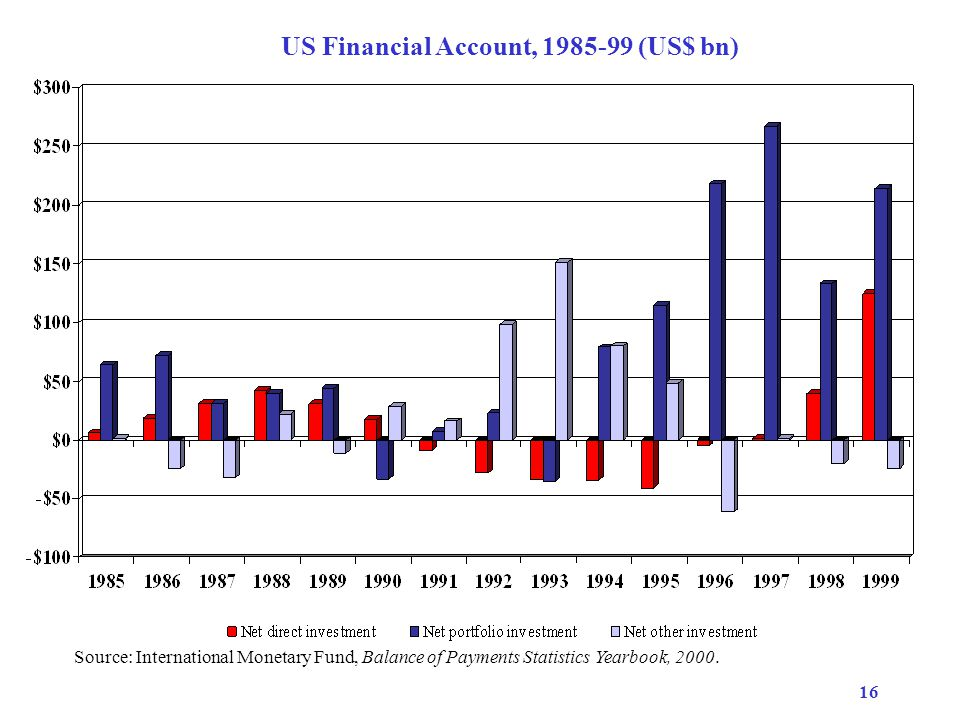 US Financial Account, 1985-99 (US$ bn)
$300
$250
$200
$150
$100
$50
$0
-$50
-$100
1985 1986 1987 1988 1989 1990 1991 1992 1993 1994 1995 1996 1997 1998 1999
Net direct investment Net portfolio investment Net other investment
Source: International Monetary Fund, Balance of Payments Statistics Yearbook, 2000.
16